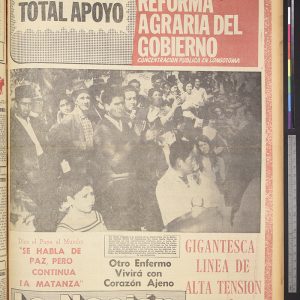 TOTAL APOYO
REFORMA
AGRARIA DEL
GOBIERNO
CONCENTRACION PUBLICA EN LONGOTOMA
Dice el Papa al Mundo:
"SE HABLA DE
PAZ, PERO
CONTINUA
LA MATANZA"
Otro Enfermo
Vivirá con
Corazón Ajeno
GIGANTESCA
LINEA DE
ALTA TENSION